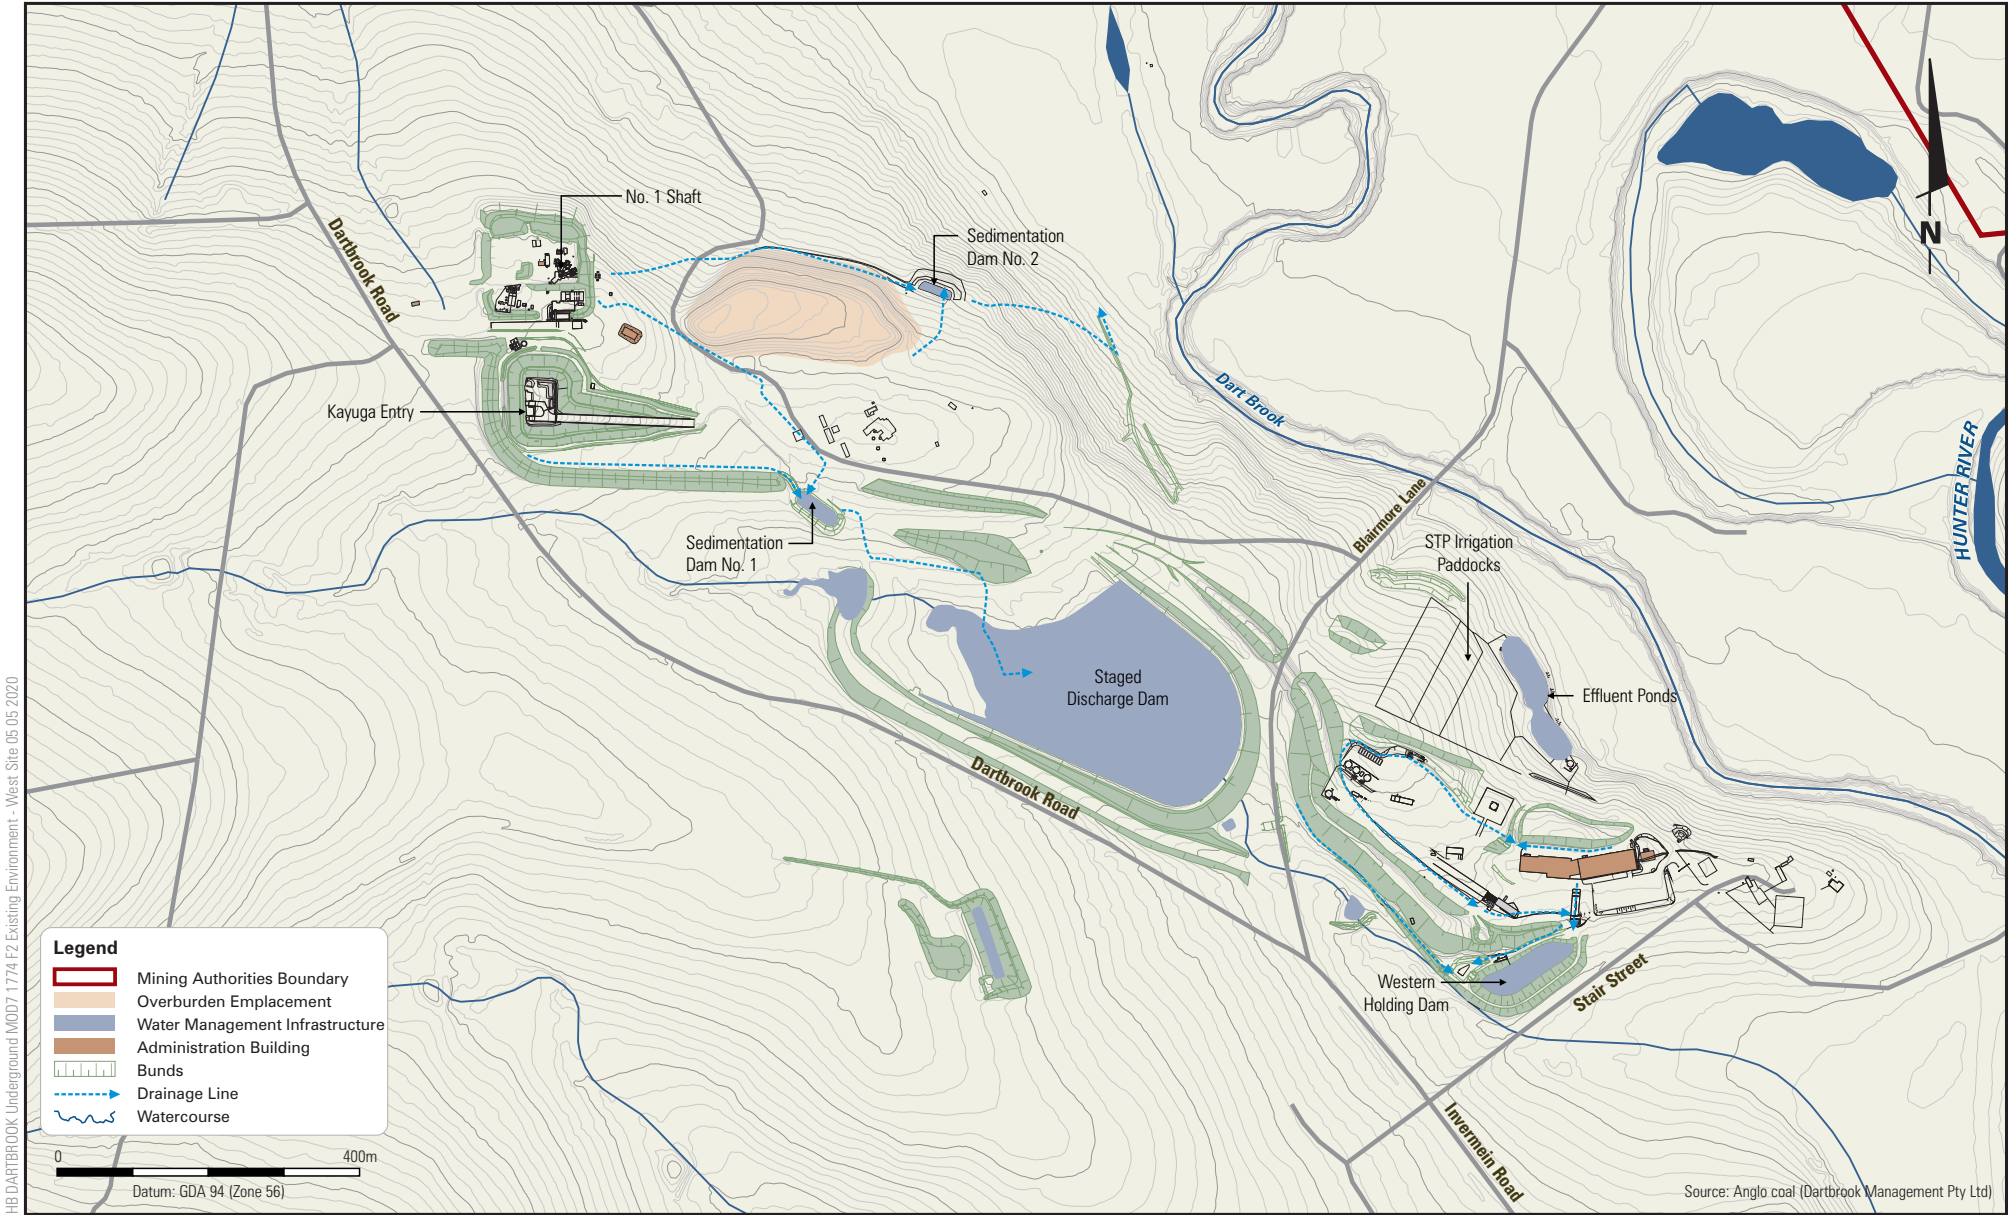 No. 1 Shaft
Sedimentation
Dam No. 2
N
Dartbrook Road
Dart Brook
Kayuga Entry
HUNTER RIVER
Blairmore Lane
Sedimentation
Dam No. 1
STP Irrigation
Paddocks
Staged
Discharge Dam
Effluent Ponds
Dartbrook Road
Western
Holding Dam
Stair Street
Invermein Road
Legend
Mining Authorities Boundary
Overburden Emplacement
Water Management Infrastructure
Administration Building
Bunds
Drainage Line
Watercourse
0 400m
Datum: GDA 94 (Zone 56)
Source: Anglo coal (Dartbrook Management Pty Ltd)
HB DARTBROOK Underground MOD7 1774 F2 Existing Environment - West Site 05 05 2020